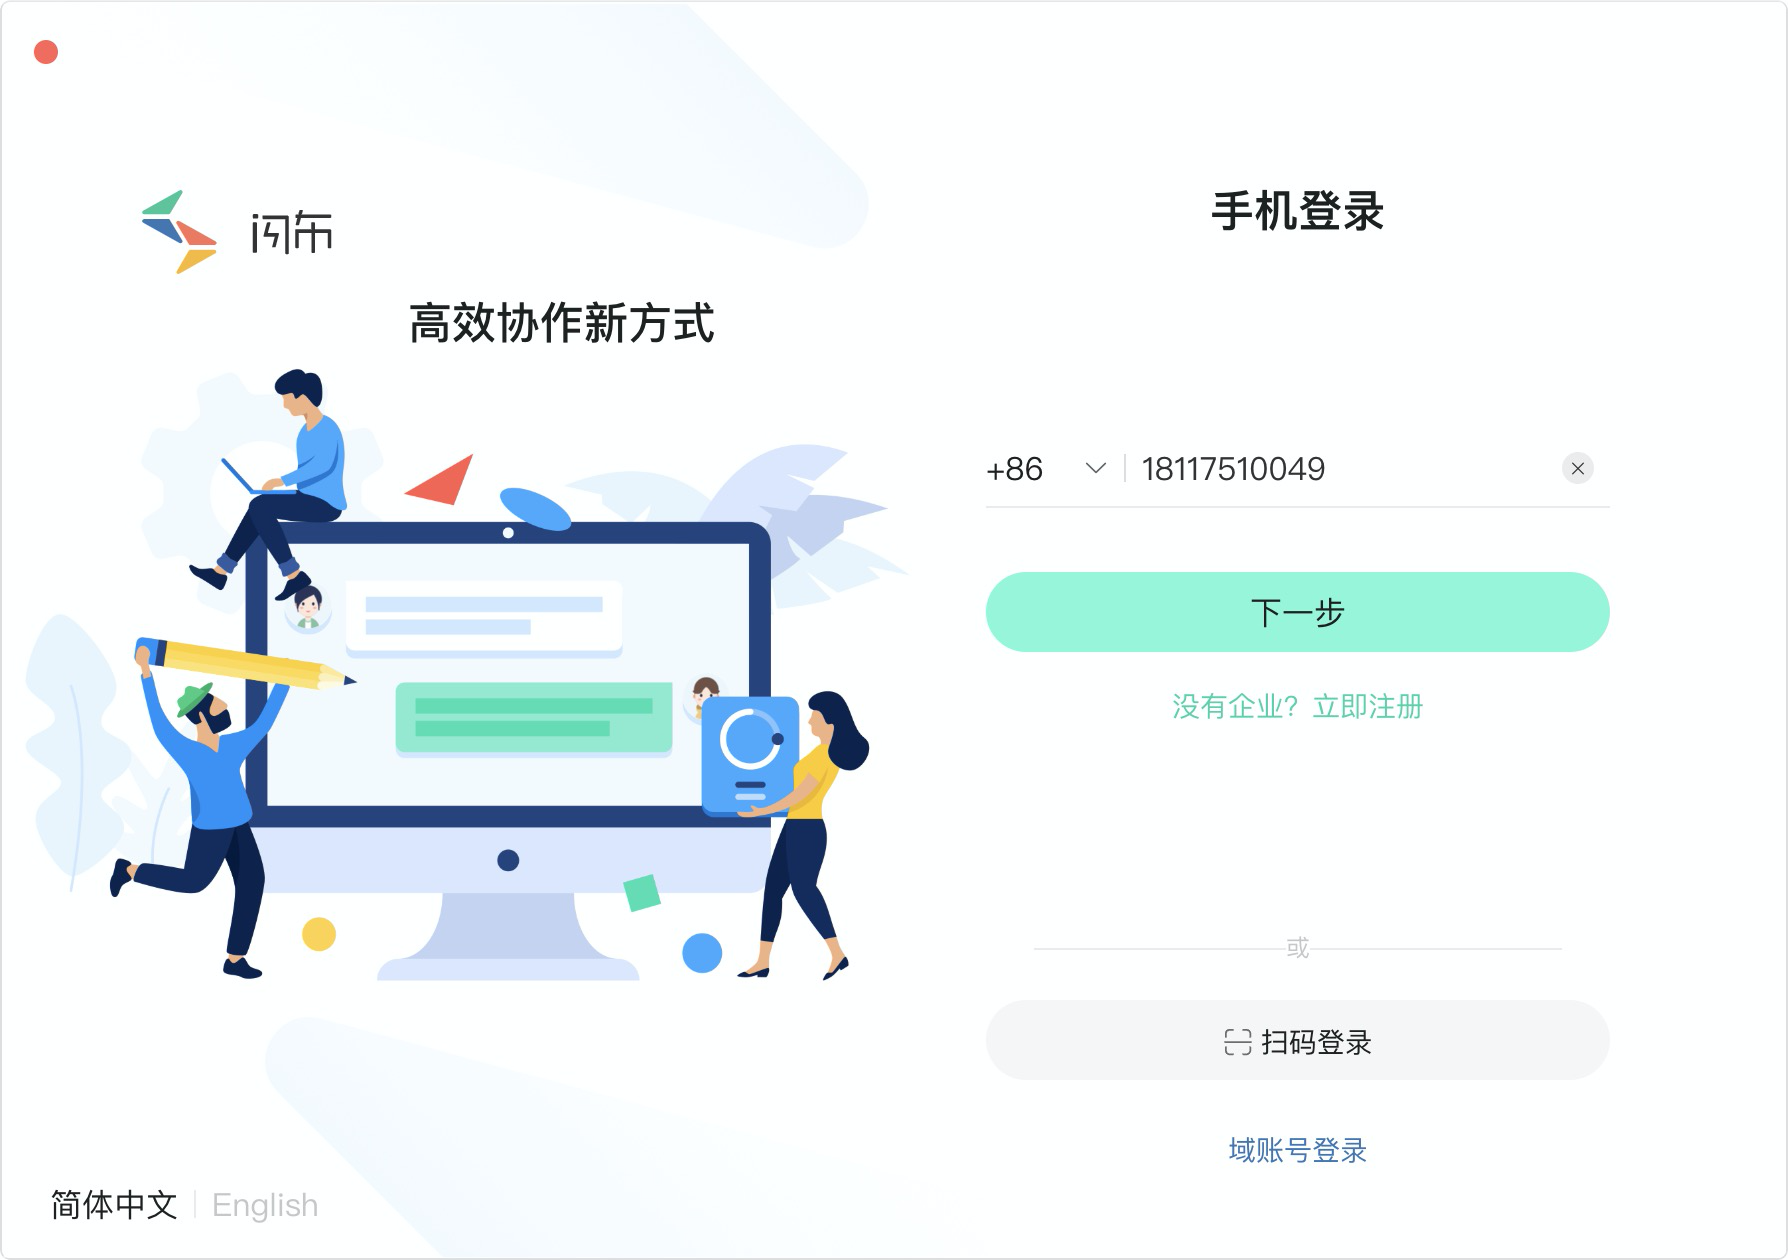 闪布
高效协作新方式
手机登录
+86 18117510049
下一步
没有企业？立即注册
或
扫码登录
域账号登录
简体中文 | English